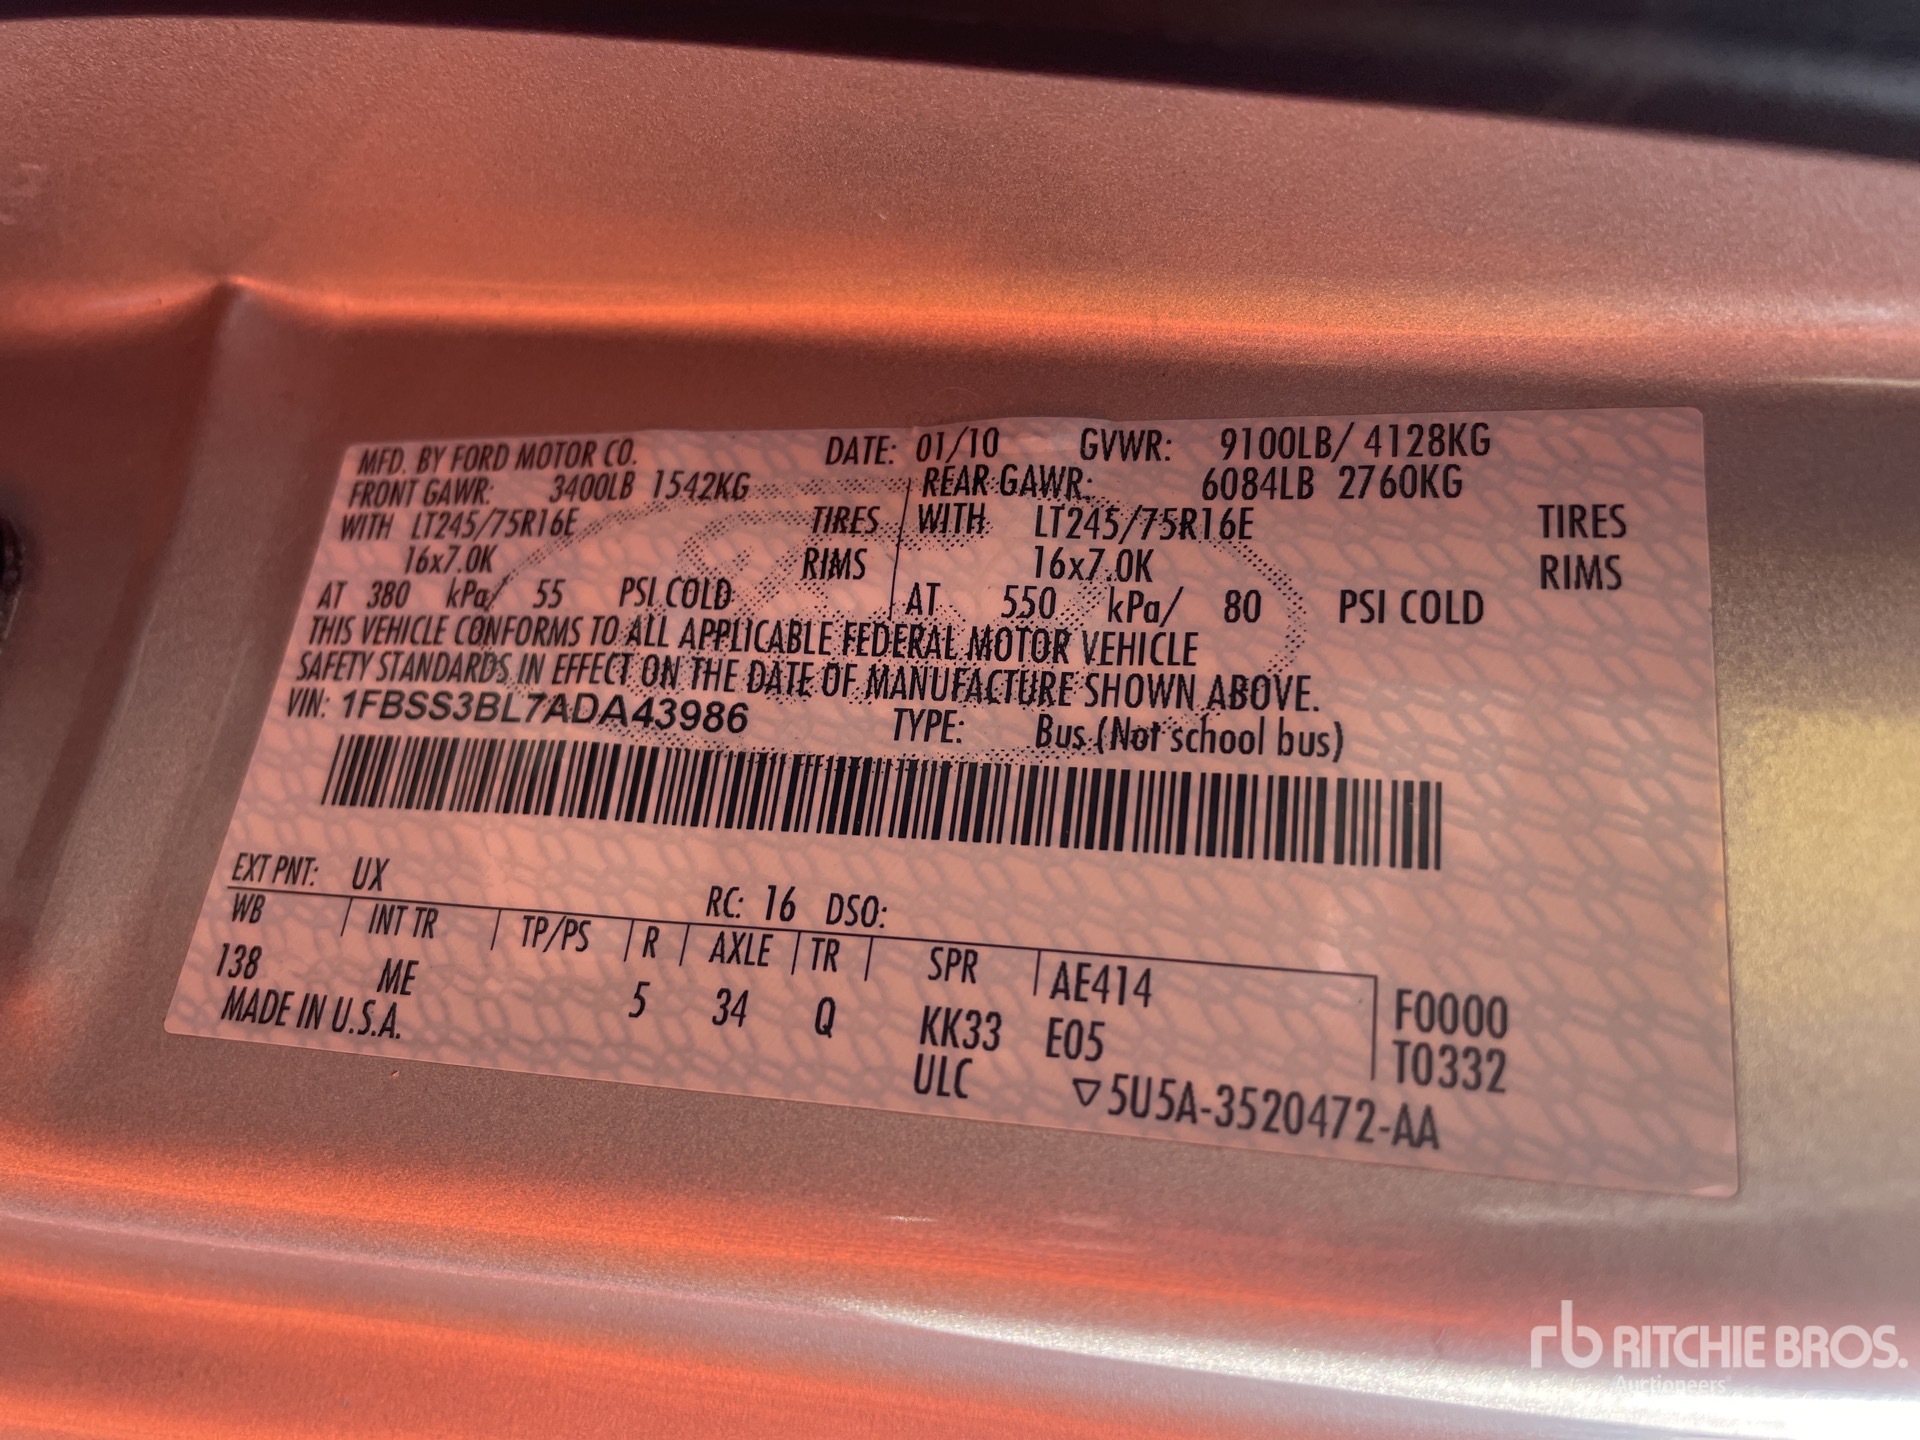 MFD. BY FORD MOTOR CO. DATE: 01/10 GVWR: 9100LB/ 4128KG
FRONT GAWR: 3400LB 1542KG REAR GAWR: 6084LB 2760KG
WITH LT245/75R16E TIRES WITH LT245/75R16E TIRES
16x7.0K RIMS 16x7.0K RIMS
AT 380 kPa/ 55 PSI COLD AT 550 kPa/ 80 PSI COLD
THIS VEHICLE CONFORMS TO ALL APPLICABLE FEDERAL MOTOR VEHICLE
SAFETY STANDARDS IN EFFECT ON THE DATE OF MANUFACTURE SHOWN ABOVE.
VIN: 1FBSS3BL7ADA43986 TYPE: Bus (Not school bus)
EXT PNT: UX RC: 16 DSO:
WB INT TR TP/PS R AXLE TR SPR AE414 F0000
138 ME 5 34 Q KK33 E05 T0332
MADE IN U.S.A. ULC ▽5U5A-3520472-AA
rb RITCHIE BROS.
Auctioneers